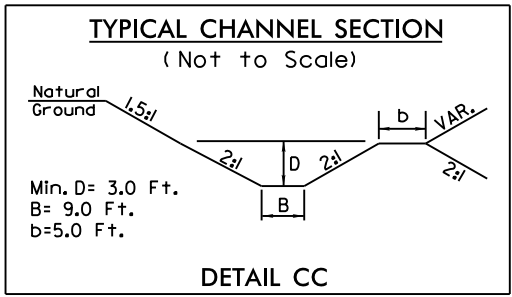 TYPICAL CHANNEL SECTION
(Not to Scale)
Natural
Ground
1.5:1
b
VAR.
2:1
D
2:1
2:1
B
Min. D= 3.0 Ft.
B= 9.0 Ft.
b=5.0 Ft.
DETAIL CC